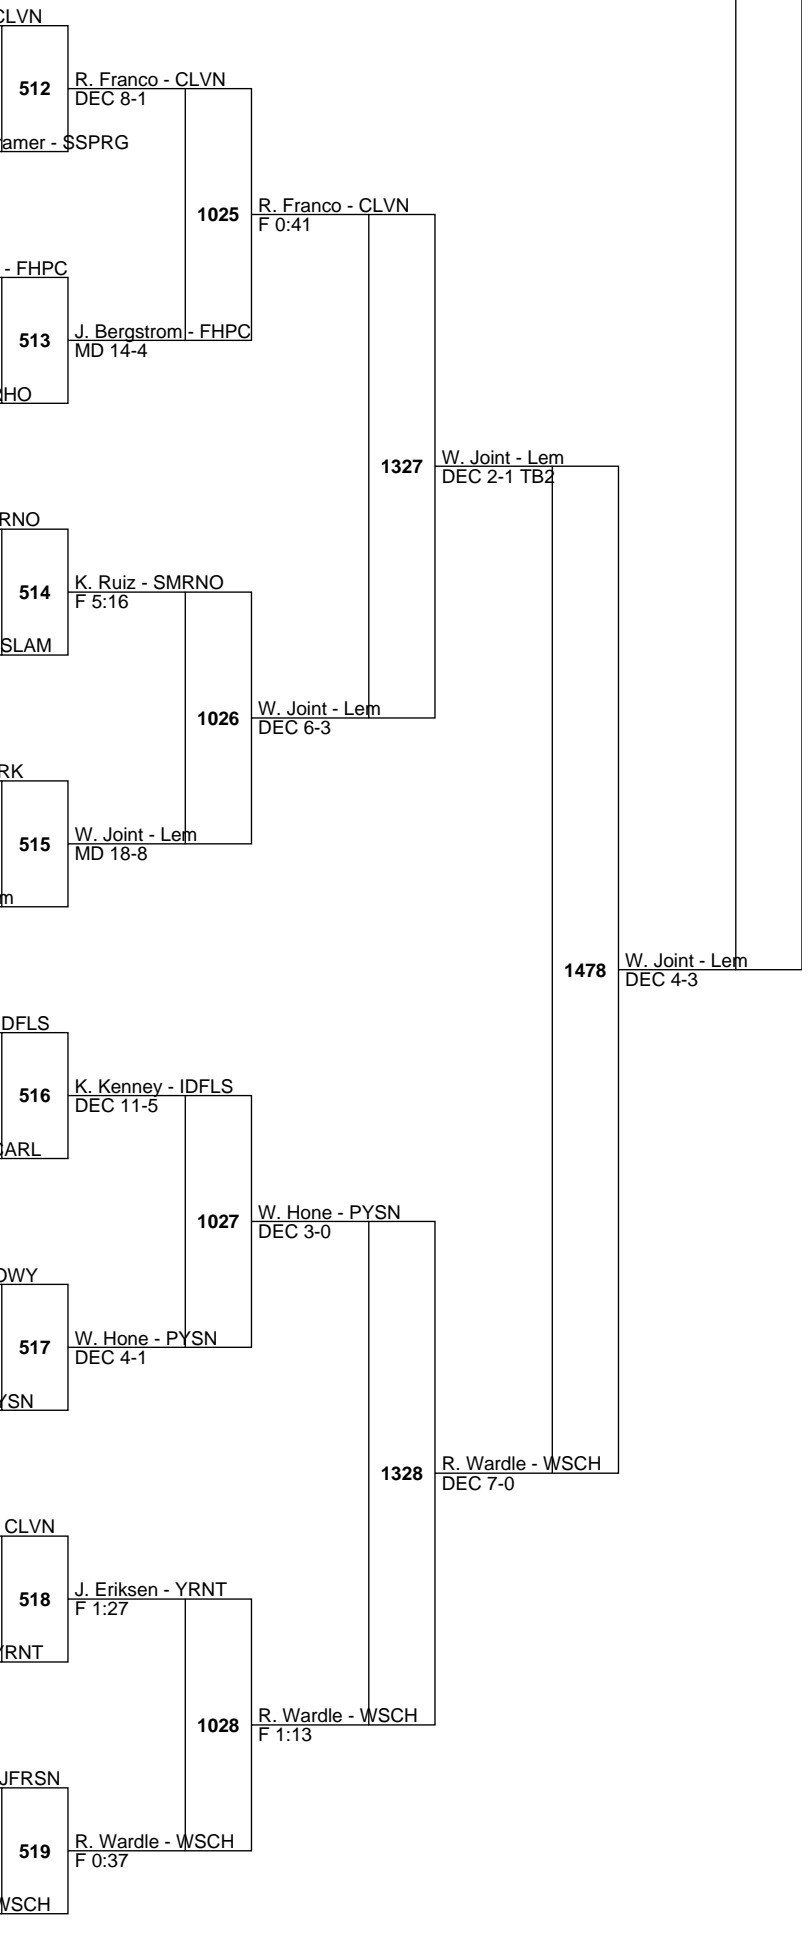 CLVN
512
R. Franco - CLVN
DEC 8-1
SSPRG
1025
R. Franco - CLVN
F 0:41
- FHPC
513
J. Bergstrom - FHPC
MD 14-4
1327
W. Joint - Lem
DEC 2-1 TB2
514
K. Ruiz - SMRNO
F 5:16
SLAM
1026
W. Joint - Lem
DEC 6-3
515
W. Joint - Lem
MD 18-8
1478
W. Joint - Lem
DEC 4-3
DFLS
516
K. Kenney - IDFLS
DEC 11-5
CARL
1027
W. Hone - PYSN
DEC 3-0
517
W. Hone - PYSN
DEC 4-1
1328
R. Wardle - WSCH
DEC 7-0
CLVN
518
J. Eriksen - YRNT
F 1:27
YRNT
1028
R. Wardle - WSCH
F 1:13
JFRSN
519
R. Wardle - WSCH
F 0:37
WSCH